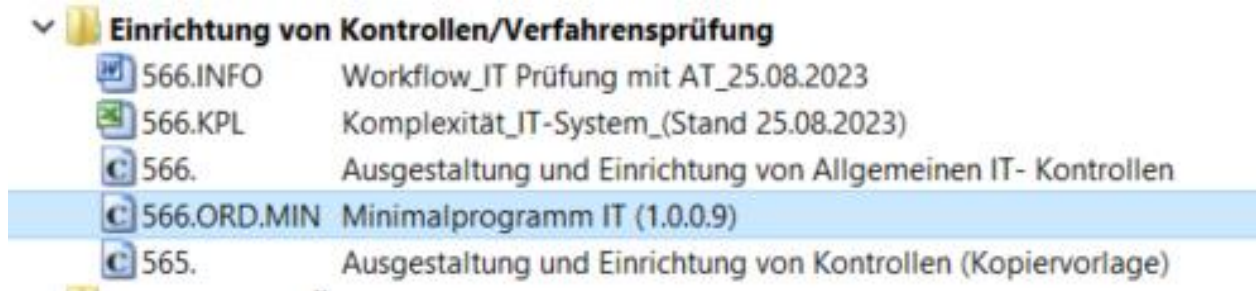 Einrichtung von Kontrollen/Verfahrensprüfung
566.INFO Workflow_IT Prüfung mit AT_25.08.2023
566.KPL Komplexität_IT-System_(Stand 25.08.2023)
566. Ausgestaltung und Einrichtung von Allgemeinen IT- Kontrollen
566.ORD.MIN Minimalprogramm IT (1.0.0.9)
565. Ausgestaltung und Einrichtung von Kontrollen (Kopiervorlage)